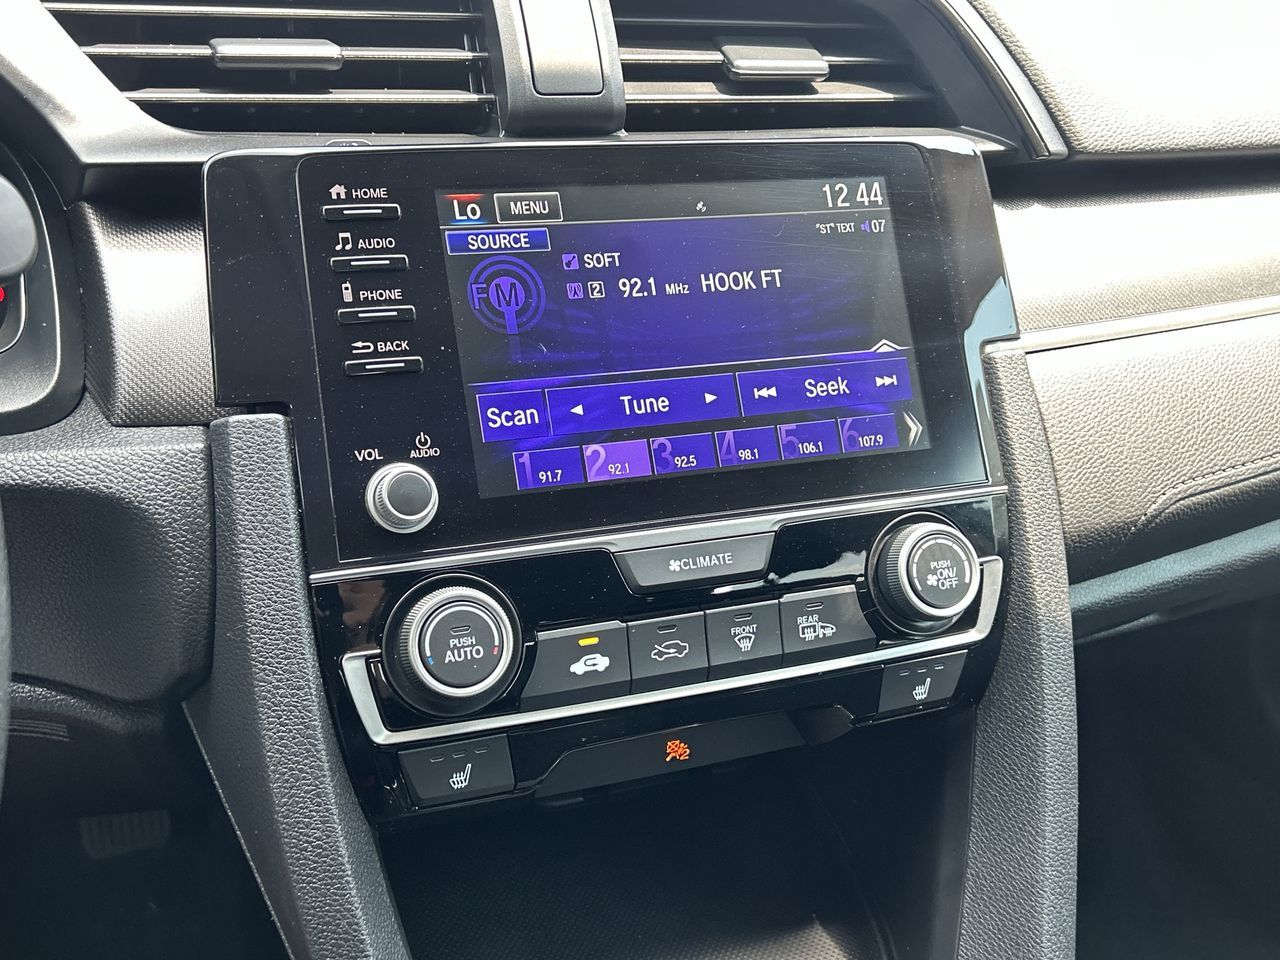 HOME
AUDIO
PHONE
BACK
VOL
AUDIO
Lo MENU 12 44
SOURCE "ST" TEXT 07
SOFT
FM 2 92.1 MHz HOOK FT
Scan Tune Seek
1 91.7 2 92.1 3 92.5 4 98.1 5 106.1 6 107.9
CLIMATE
PUSH
AUTO
FRONT
REAR
PUSH
ON/
OFF
2